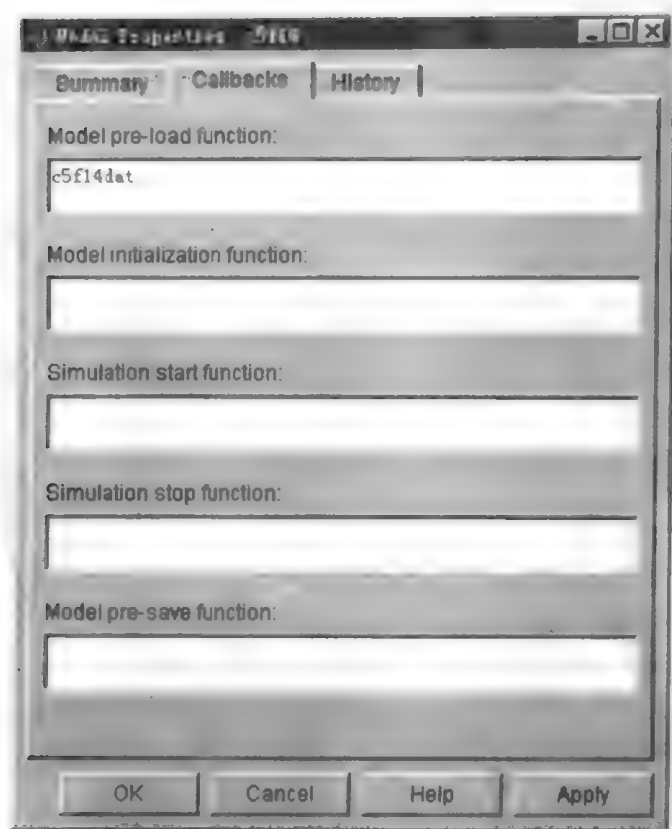 Properties
Summary
Callbacks
History
Model pre-load function:
c5f14dat
Model initialization function:
Simulation start function:
Simulation stop function:
Model pre-save function:
OK
Cancel
Help
Apply